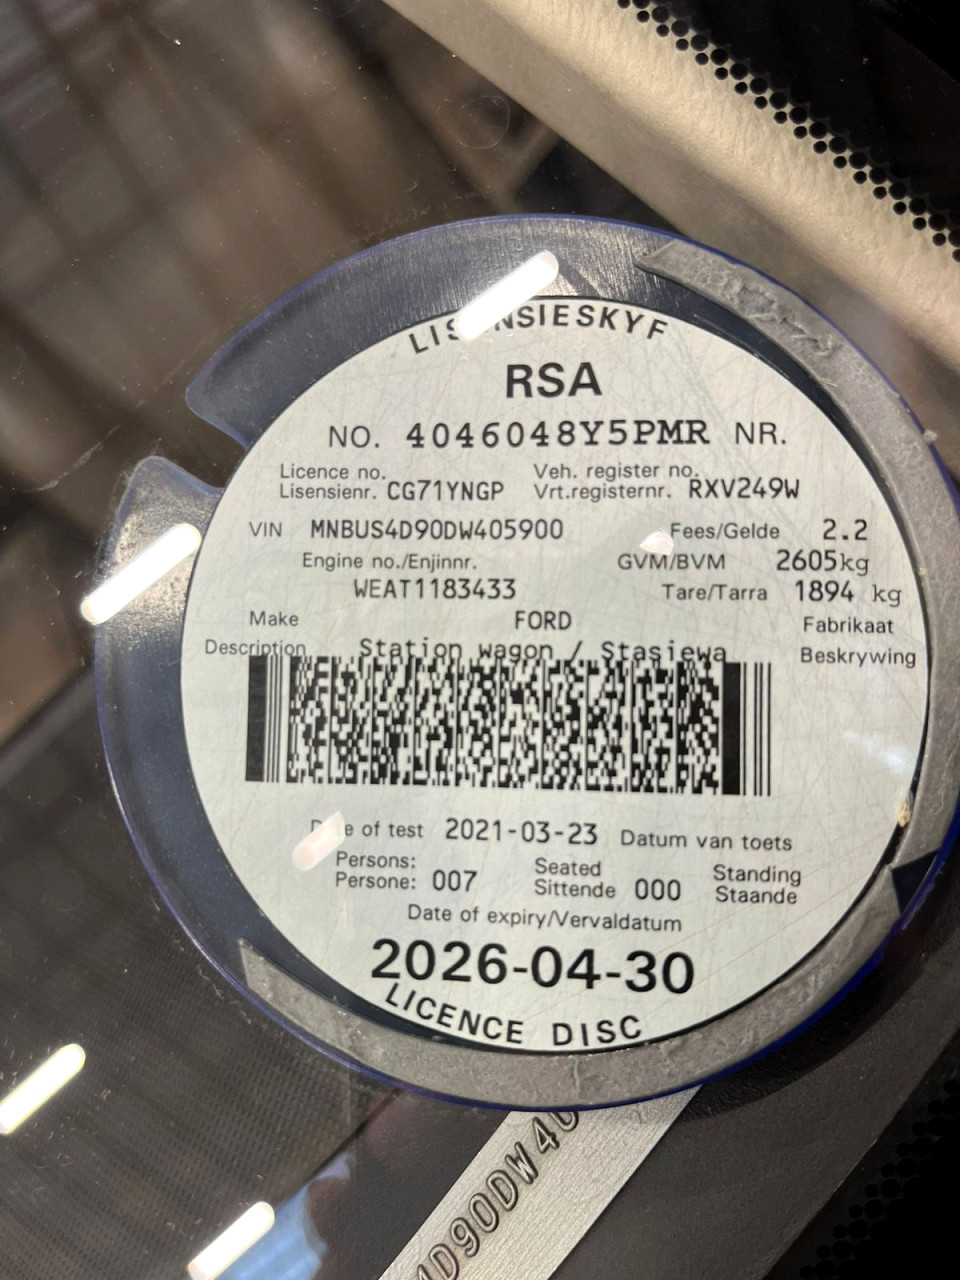 LISENSIESKYF
RSA
NO. 4046048Y5PMR NR.
Licence no. Veh. register no.
Lisensienr. CG71YNGP Vrt.registernr. RXV249W
VIN MNBUS4D90DW405900 Fees/Gelde 2.2
Engine no./Enjinnr. GVM/BVM 2605kg
WEAT1183433 Tare/Tarra 1894 kg
Make FORD Fabrikaat
Description Station wagon / Stasiewa Beskrywing
Date of test 2021-03-23 Datum van toets
Persons: Seated Standing
Persone: 007 Sittende 000 Staande
Date of expiry/Vervaldatum
2026-04-30
LICENCE DISC
4D90DW40